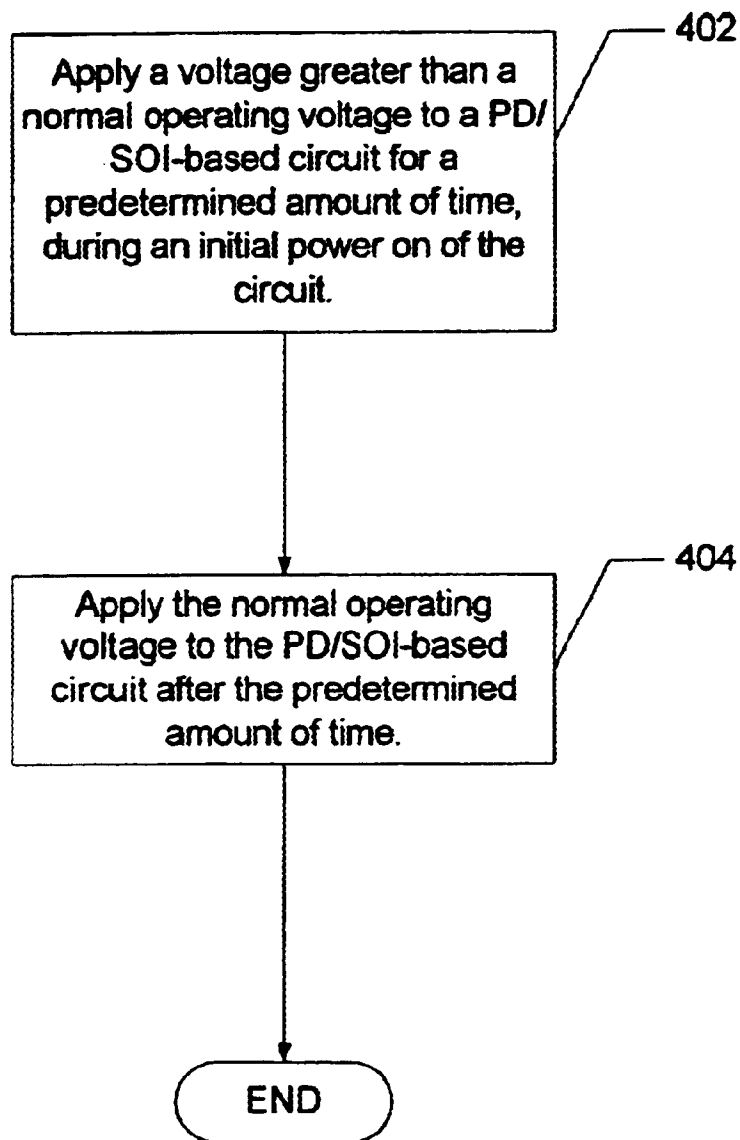 402
Apply a voltage greater than a
normal operating voltage to a PD/
SOI-based circuit for a
predetermined amount of time,
during an initial power on of the
circuit.
404
Apply the normal operating
voltage to the PD/SOI-based
circuit after the predetermined
amount of time.
END